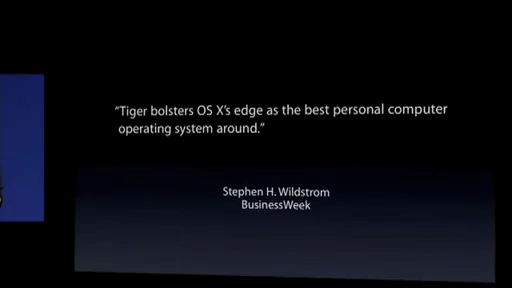 “Tiger bolsters OS X’s edge as the best personal computer
operating system around.”
Stephen H. Wildstrom
BusinessWeek